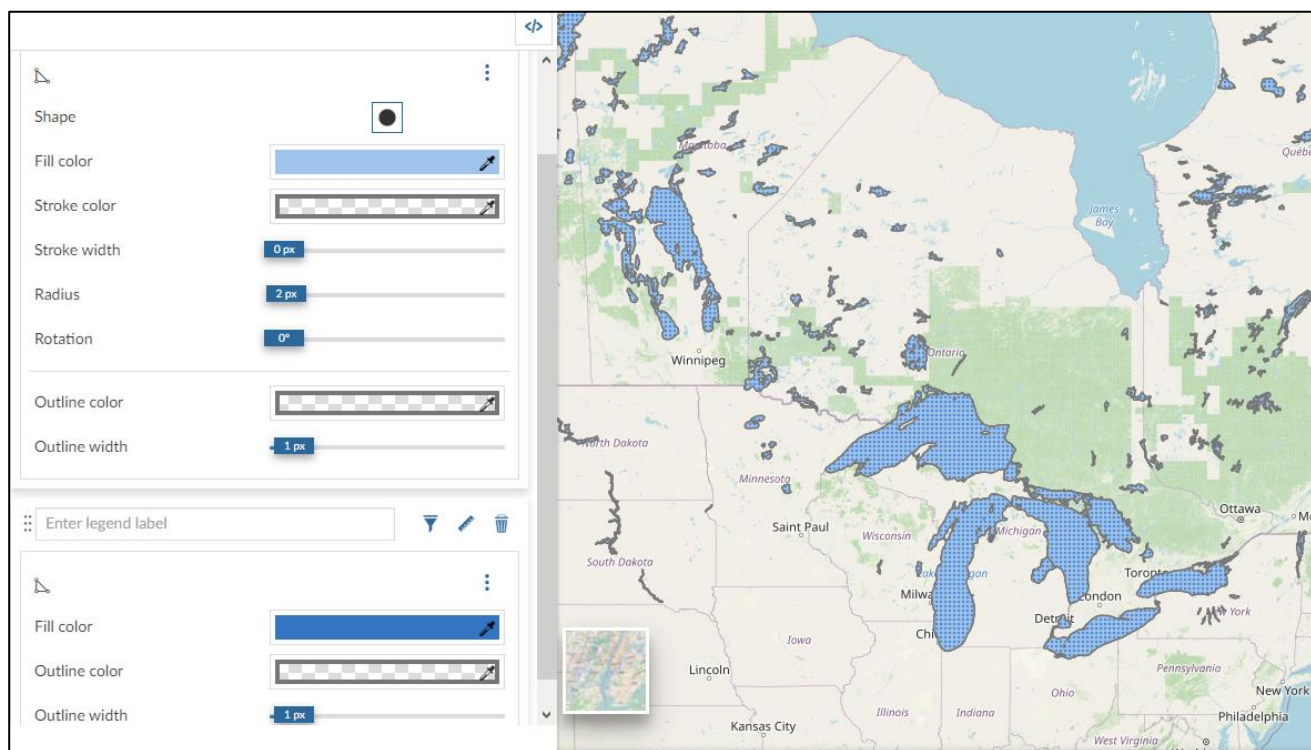 </>
Shape
Fill color
Stroke color
Stroke width
0 px
Radius
2 px
Rotation
0°
Outline color
Outline width
1 px
Enter legend label
Fill color
Outline color
Outline width
1 px
Manitoba
Québec
James
Bay
Winnipeg
Ontario
North Dakota
Minnesota
Ottawa
Saint Paul
Wisconsin
Michigan
South Dakota
Toronto
London
Detroit
New York
Iowa
Pennsylvania
Lincoln
Ohio
New York
Illinois
Indiana
Philadelphia
Kansas City
West Virginia